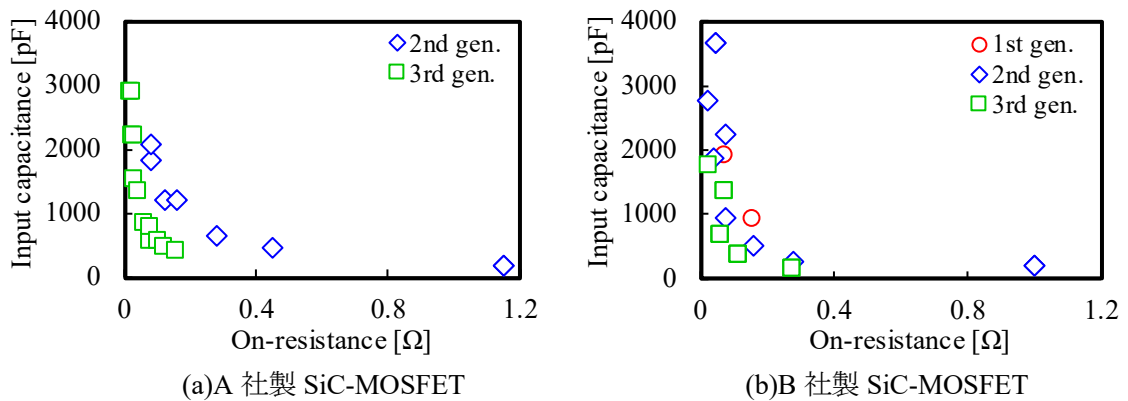 4000
3000
2000
1000
0
Input capacitance [pF]
2nd gen.
3rd gen.
0 0.4 0.8 1.2
On-resistance [Ω]
(a)A 社製 SiC-MOSFET
4000
3000
2000
1000
0
Input capacitance [pF]
1st gen.
2nd gen.
3rd gen.
0 0.4 0.8 1.2
On-resistance [Ω]
(b)B 社製 SiC-MOSFET